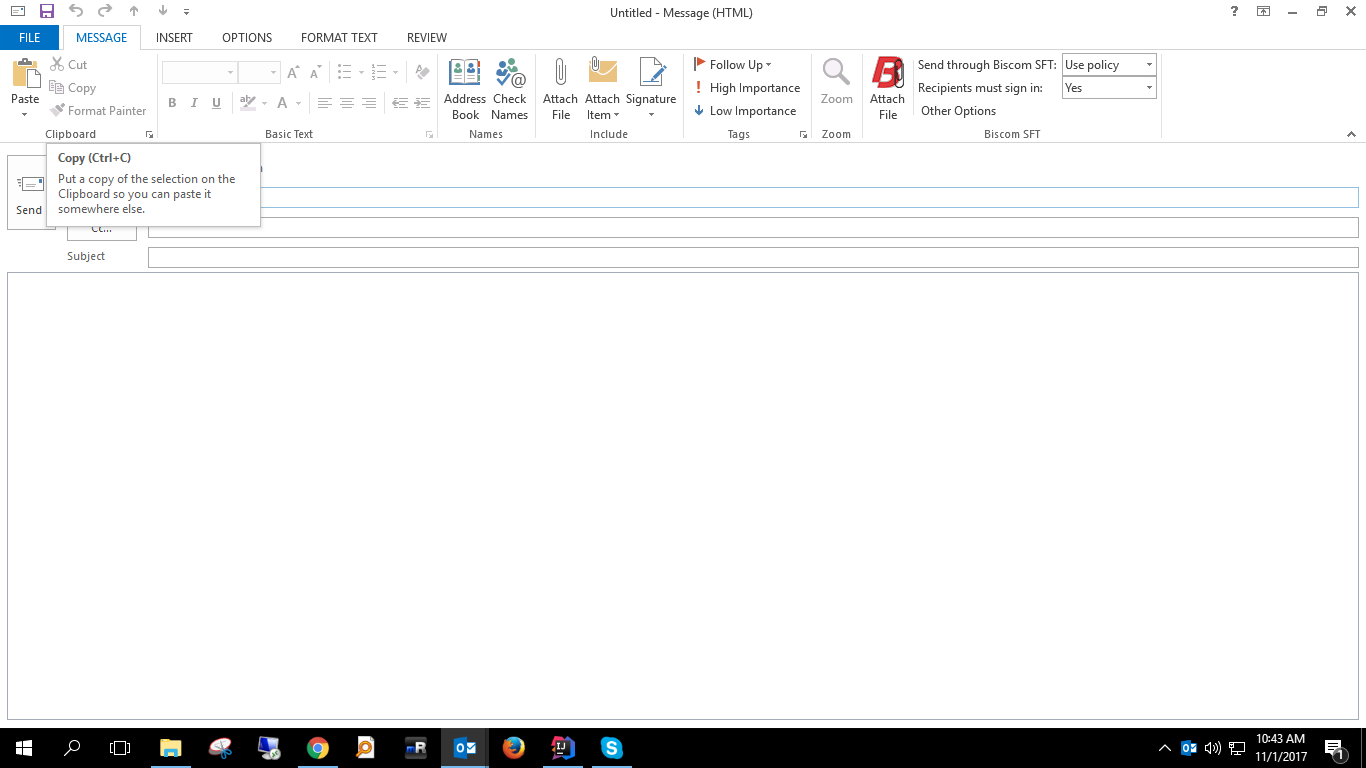 Untitled - Message (HTML)
?
FILE
MESSAGE
INSERT
OPTIONS
FORMAT TEXT
REVIEW
Paste
Cut
Copy
Format Painter
Clipboard
B I U
A
Basic Text
Address Book
Check Names
Names
Attach File
Attach Item
Signature
Include
Follow Up
High Importance
Low Importance
Tags
Zoom
Zoom
Attach File
Send through Biscom SFT: Use policy
Recipients must sign in: Yes
Other Options
Biscom SFT
Copy (Ctrl+C)
Put a copy of the selection on the
Clipboard so you can paste it
somewhere else.
Send
Cc...
Subject
mR
IJ
10:43 AM
11/1/2017
1